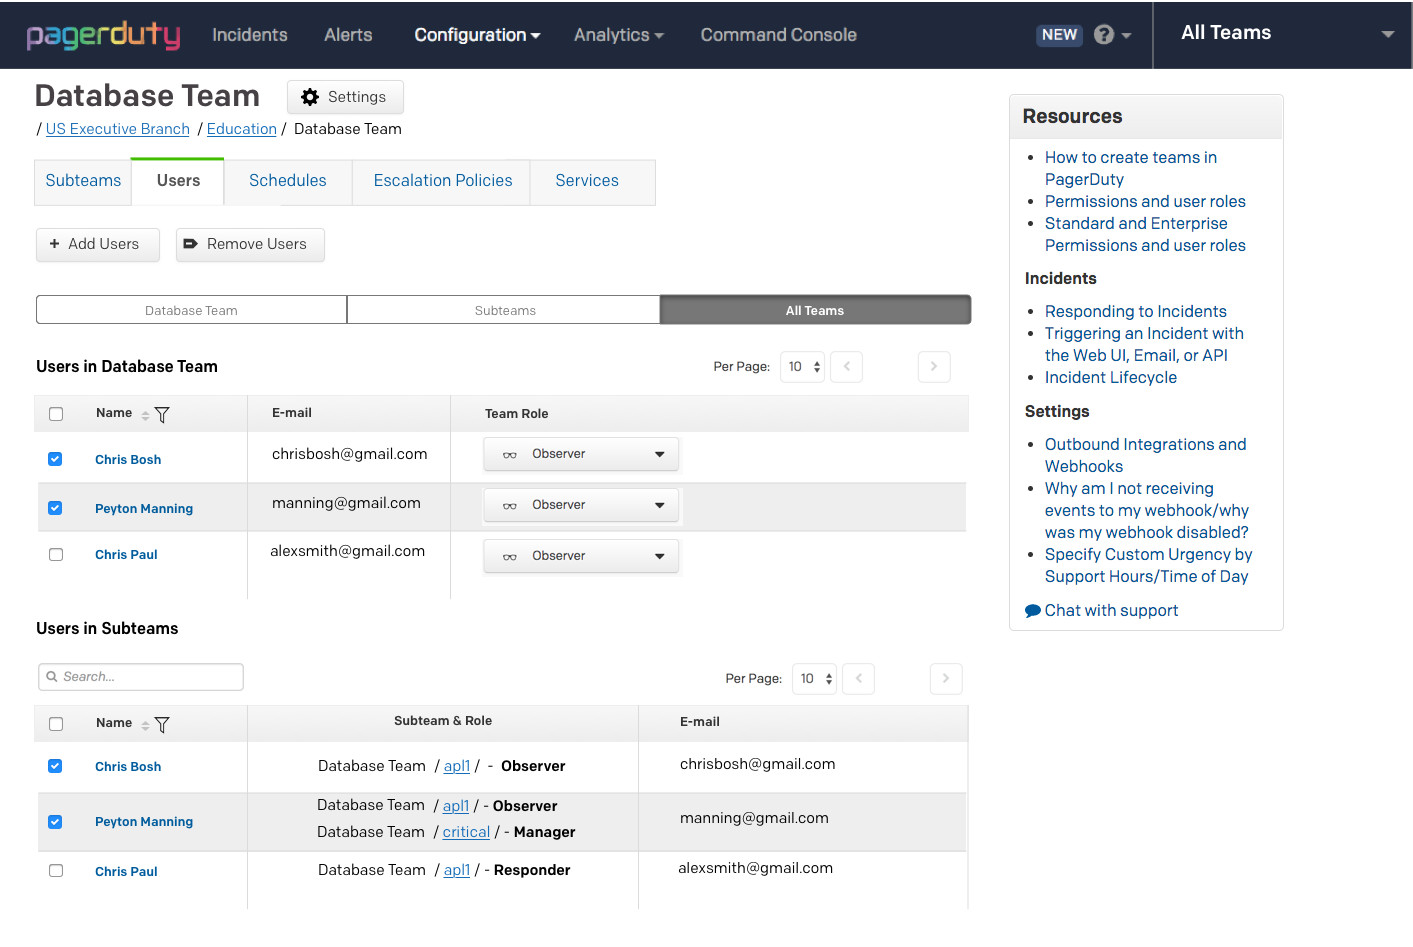 pagerduty Incidents Alerts Configuration Analytics Command Console NEW ? All Teams
Database Team Settings
/ US Executive Branch / Education / Database Team
Subteams Users Schedules Escalation Policies Services
+ Add Users Remove Users
Database Team Subteams All Teams
Users in Database Team Per Page: 10
Name E-mail Team Role
Chris Bosh chrisbosh@gmail.com Observer
Peyton Manning manning@gmail.com Observer
Chris Paul alexsmith@gmail.com Observer
Users in Subteams
Search... Per Page: 10
Name Subteam & Role E-mail
Chris Bosh Database Team / apl1 / - Observer chrisbosh@gmail.com
Database Team / apl1 / - Observer
Peyton Manning manning@gmail.com
Database Team / critical / - Manager
Chris Paul Database Team / apl1 / - Responder alexsmith@gmail.com
Resources
• How to create teams in
PagerDuty
• Permissions and user roles
• Standard and Enterprise
Permissions and user roles
Incidents
• Responding to Incidents
• Triggering an Incident with
the Web UI, Email, or API
• Incident Lifecycle
Settings
• Outbound Integrations and
Webhooks
• Why am I not receiving
events to my webhook/why
was my webhook disabled?
• Specify Custom Urgency by
Support Hours/Time of Day
Chat with support